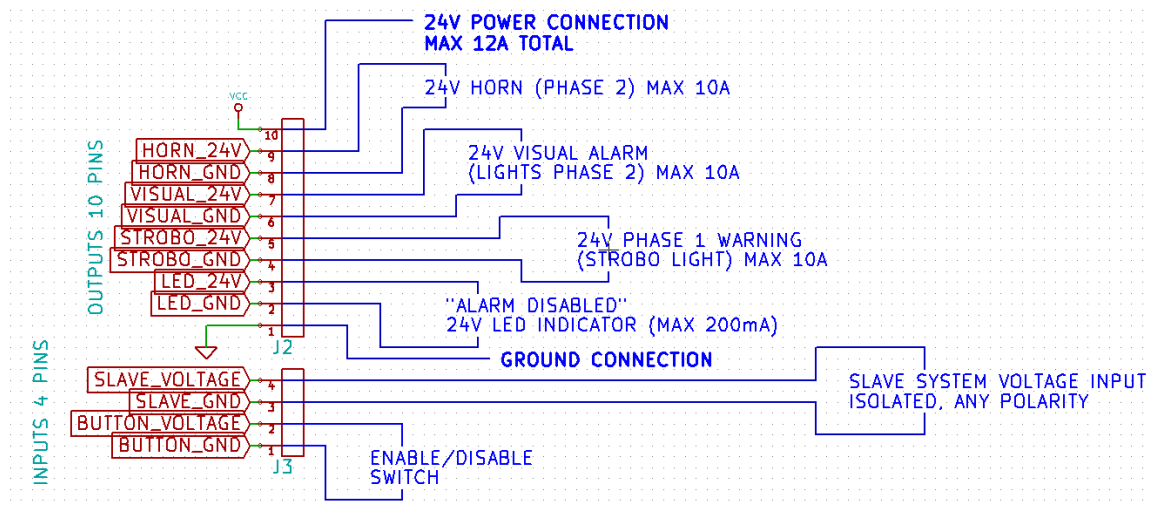 24V POWER CONNECTION
MAX 12A TOTAL
24V HORN (PHASE 2) MAX 10A
VCC
OUTPUTS 10 PINS
10
HORN_24V
9
HORN_GND
8
VISUAL_24V
7
VISUAL_GND
6
STROBO_24V
5
STROBO_GND
4
LED_24V
3
LED_GND
2
1
J2
24V VISUAL ALARM
(LIGHTS PHASE 2) MAX 10A
24V PHASE 1 WARNING
(STROBO LIGHT) MAX 10A
"ALARM DISABLED"
24V LED INDICATOR (MAX 200mA)
GROUND CONNECTION
INPUTS 4 PINS
SLAVE_VOLTAGE
4
SLAVE_GND
3
BUTTON_VOLTAGE
2
BUTTON_GND
1
J3
SLAVE SYSTEM VOLTAGE INPUT
ISOLATED, ANY POLARITY
ENABLE/DISABLE
SWITCH